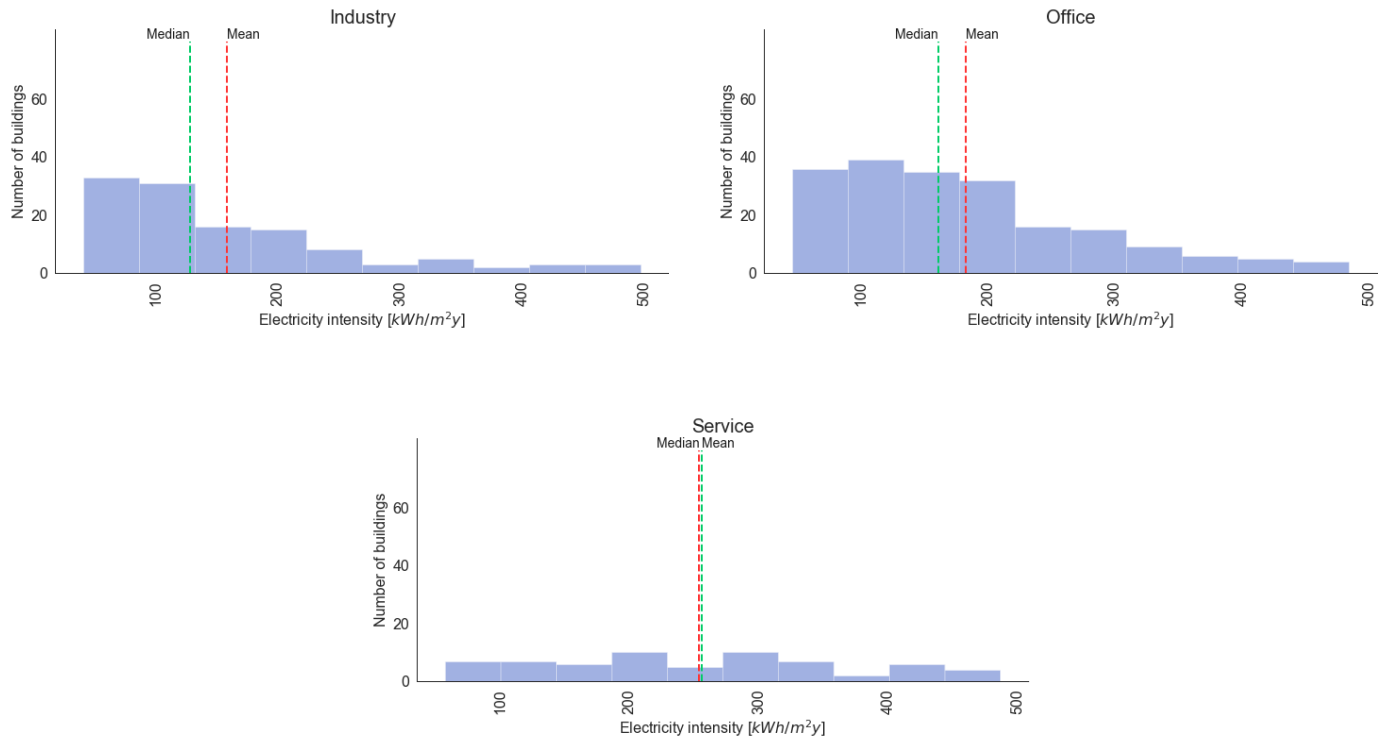 Industry
Median Mean
Number of buildings
60
40
20
0
100 200 300 400 500
Electricity intensity [kWh/m²y]
Office
Median Mean
Number of buildings
60
40
20
0
100 200 300 400 500
Electricity intensity [kWh/m²y]
Service
Median Mean
Number of buildings
60
40
20
0
100 200 300 400 500
Electricity intensity [kWh/m²y]